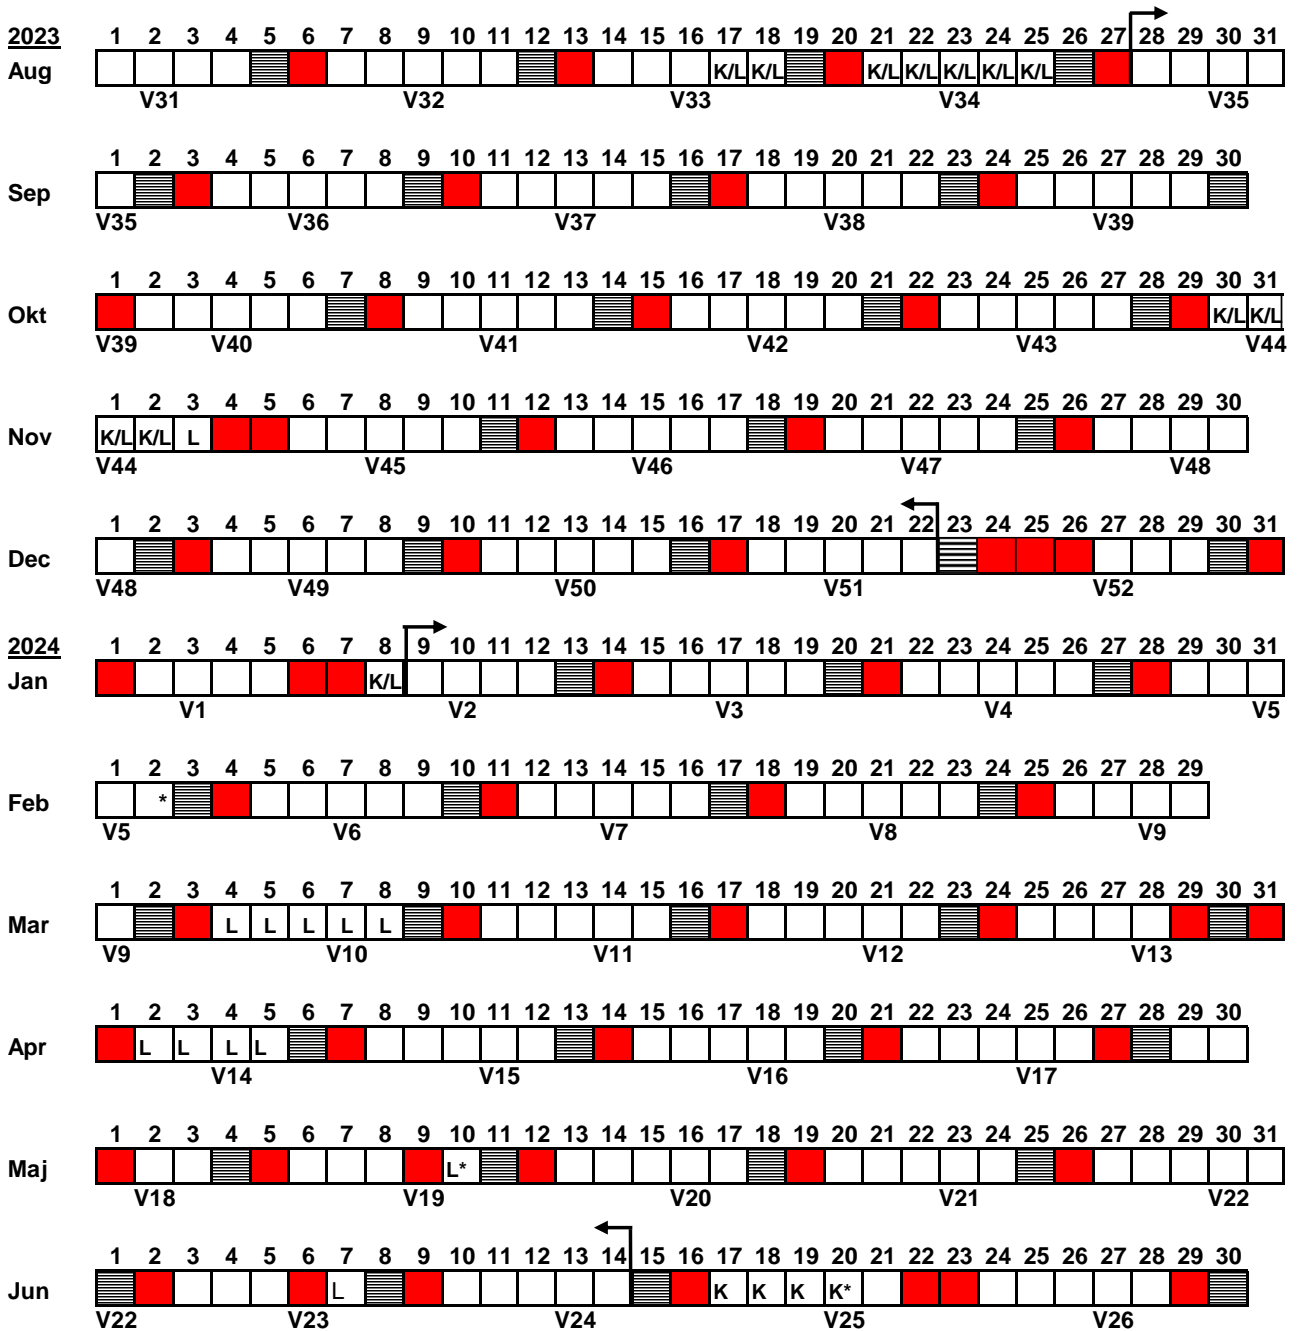 2023 1 2 3 4 5 6 7 8 9 10 11 12 13 14 15 16 17 18 19 20 21 22 23 24 25 26 27 28 29 30 31
Aug K/L K/L K/L K/L K/L K/L K/L
V31 V32 V33 V34 V35
1 2 3 4 5 6 7 8 9 10 11 12 13 14 15 16 17 18 19 20 21 22 23 24 25 26 27 28 29 30
Sep
V35 V36 V37 V38 V39
1 2 3 4 5 6 7 8 9 10 11 12 13 14 15 16 17 18 19 20 21 22 23 24 25 26 27 28 29 30 31
Okt K/L K/L
V39 V40 V41 V42 V43 V44
1 2 3 4 5 6 7 8 9 10 11 12 13 14 15 16 17 18 19 20 21 22 23 24 25 26 27 28 29 30
Nov K/L K/L L
V44 V45 V46 V47 V48
1 2 3 4 5 6 7 8 9 10 11 12 13 14 15 16 17 18 19 20 21 22 23 24 25 26 27 28 29 30 31
Dec
V48 V49 V50 V51 V52
2024 1 2 3 4 5 6 7 8 9 10 11 12 13 14 15 16 17 18 19 20 21 22 23 24 25 26 27 28 29 30 31
Jan K/L
V1 V2 V3 V4 V5
1 2 3 4 5 6 7 8 9 10 11 12 13 14 15 16 17 18 19 20 21 22 23 24 25 26 27 28 29
Feb *
V5 V6 V7 V8 V9
1 2 3 4 5 6 7 8 9 10 11 12 13 14 15 16 17 18 19 20 21 22 23 24 25 26 27 28 29 30 31
Mar L L L L L
V9 V10 V11 V12 V13
1 2 3 4 5 6 7 8 9 10 11 12 13 14 15 16 17 18 19 20 21 22 23 24 25 26 27 28 29 30
Apr L L L L
V14 V15 V16 V17
1 2 3 4 5 6 7 8 9 10 11 12 13 14 15 16 17 18 19 20 21 22 23 24 25 26 27 28 29 30 31
Maj L*
V18 V19 V20 V21 V22
1 2 3 4 5 6 7 8 9 10 11 12 13 14 15 16 17 18 19 20 21 22 23 24 25 26 27 28 29 30
Jun L K K K K*
V22 V23 V24 V25 V26